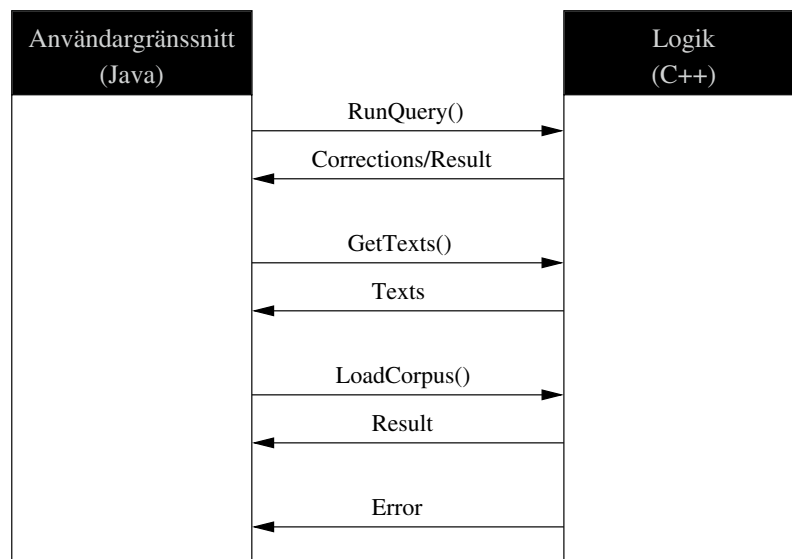 Användargränssnitt
(Java)
Logik
(C++)
RunQuery()
Corrections/Result
GetTexts()
Texts
LoadCorpus()
Result
Error